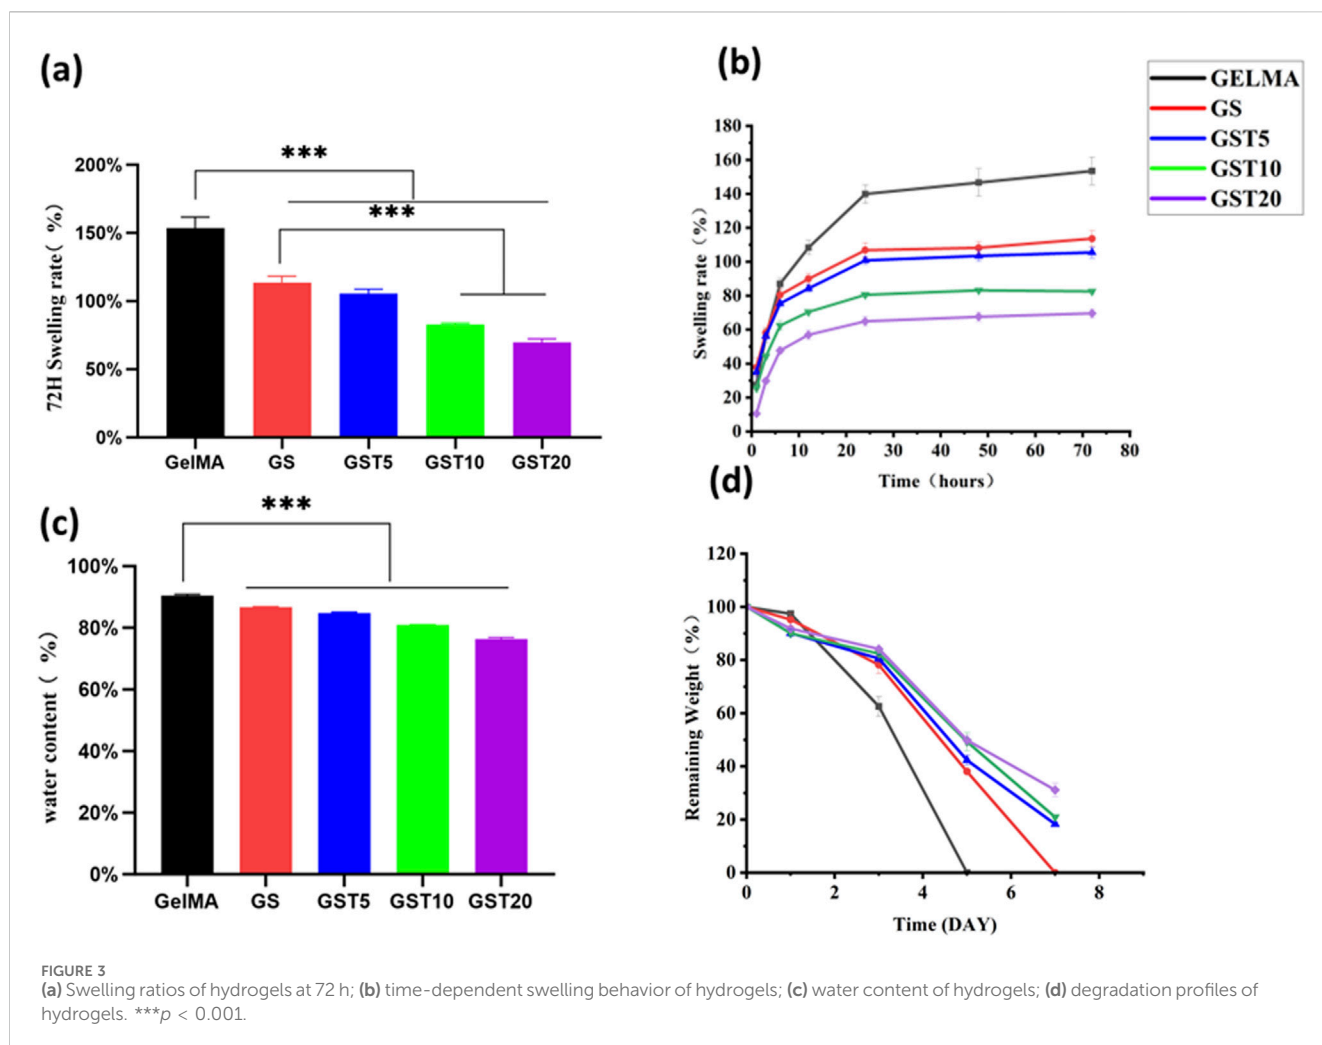 (a)
***
***
200%
150%
100%
50%
0%
72H Swelling rate( %)
GelMA GS GST5 GST10 GST20
(b)
GELMA
GS
GST5
GST10
GST20
180
160
140
120
100
80
60
40
20
0
Swelling rate (%)
0 10 20 30 40 50 60 70 80
Time（hours）
(c)
***
100%
80%
60%
40%
20%
0%
water content( %)
GelMA GS GST5 GST10 GST20
(d)
120
100
80
60
40
20
0
Remaining Weight (%)
0 2 4 6 8
Time (DAY)
FIGURE 3
(a) Swelling ratios of hydrogels at 72 h; (b) time-dependent swelling behavior of hydrogels; (c) water content of hydrogels; (d) degradation profiles of
hydrogels. ***p < 0.001.